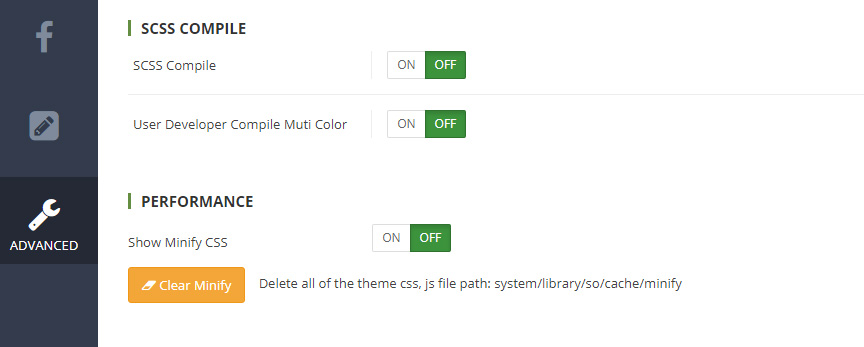 SCSS COMPILE
SCSS Compile ON OFF
User Developer Compile Muti Color ON OFF
ADVANCED
PERFORMANCE
Show Minify CSS ON OFF
Clear Minify Delete all of the theme css, js file path: system/library/so/cache/minify